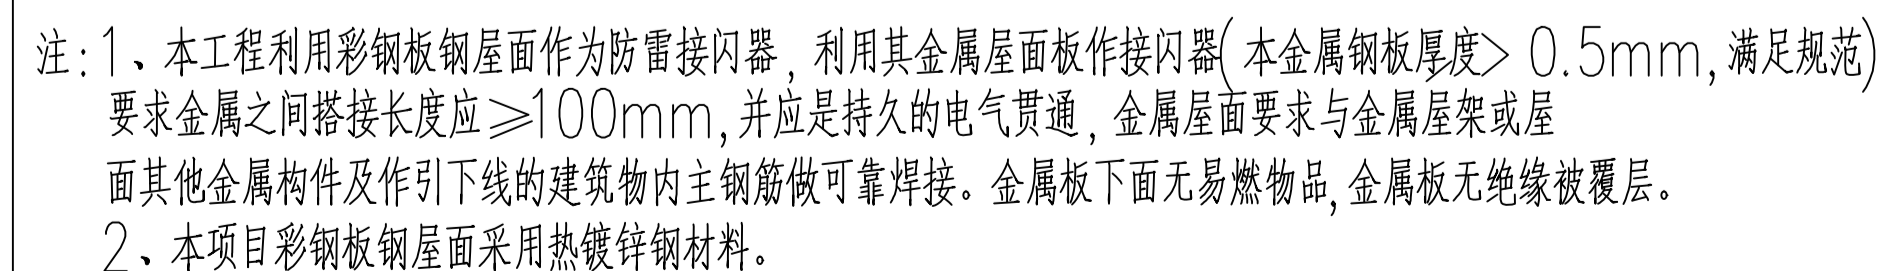 注：1、本工程利用彩钢板钢屋面作为防雷接闪器，利用其金属屋面板作接闪器(本金属钢板厚度> 0.5mm,满足规范)
要求金属之间搭接长度应≥100mm,并应是持久的电气贯通，金属屋面要求与金属屋架或屋
面其他金属构件及作引下线的建筑物内主钢筋做可靠焊接。金属板下面无易燃物品,金属板无绝缘被覆层。
2、本项目彩钢板钢屋面采用热镀锌钢材料。